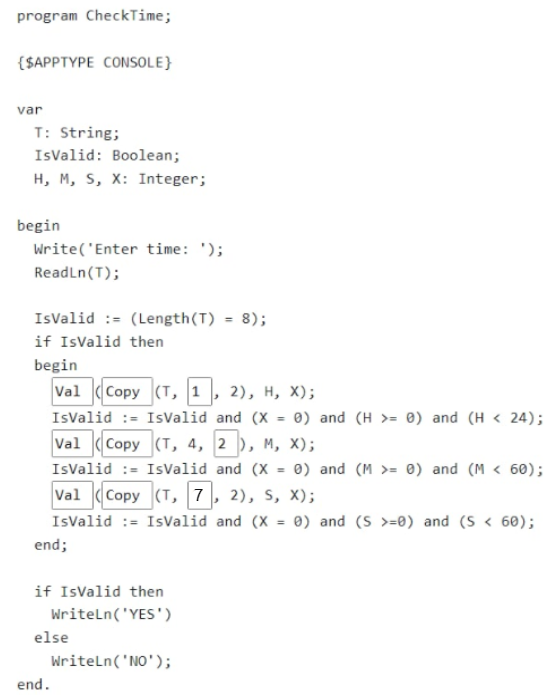 program CheckTime;
{$APPTYPE CONSOLE}
var
T: String;
IsValid: Boolean;
H, M, S, X: Integer;
begin
Write('Enter time: ');
ReadLn(T);
IsValid := (Length(T) = 8);
if IsValid then
begin
Val (Copy (T, 1, 2), H, X);
IsValid := IsValid and (X = 0) and (H >= 0) and (H < 24);
Val (Copy (T, 4, 2), M, X);
IsValid := IsValid and (X = 0) and (M >= 0) and (M < 60);
Val (Copy (T, 7, 2), S, X);
IsValid := IsValid and (X = 0) and (S >=0) and (S < 60);
end;
if IsValid then
WriteLn('YES')
else
WriteLn('NO');
end.